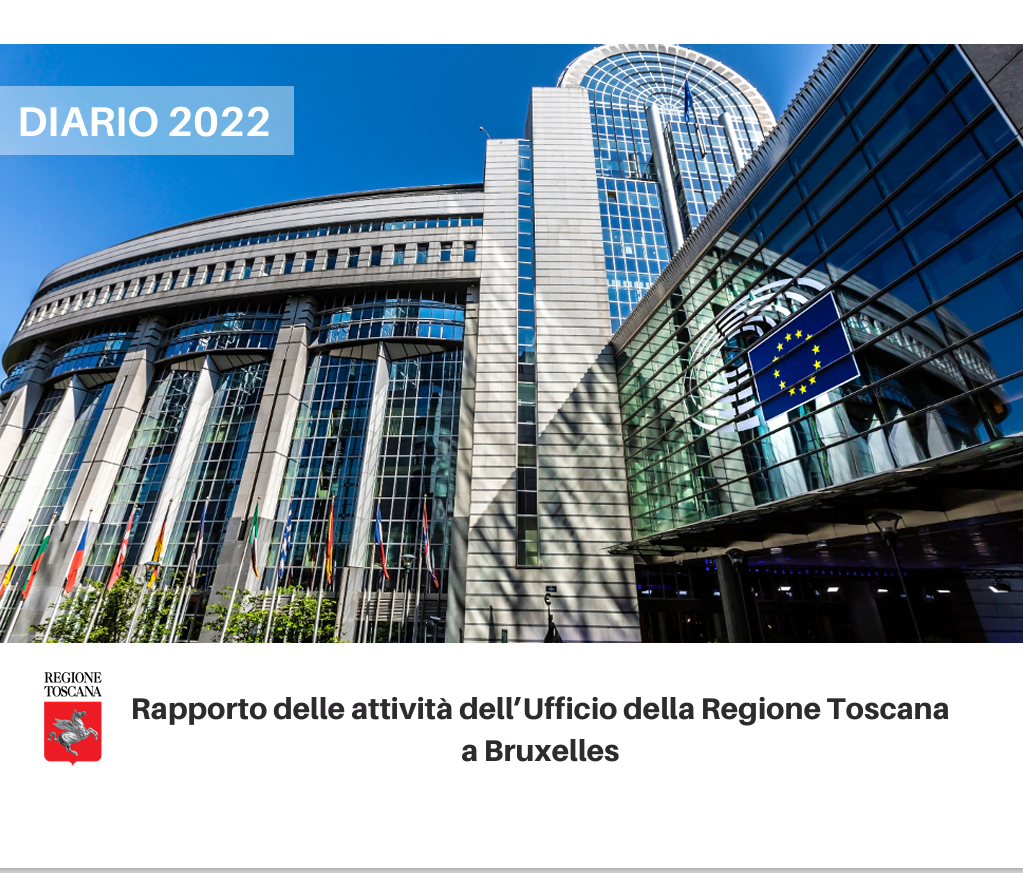 DIARIO 2022
REGIONE
TOSCANA
Rapporto delle attività dell’Ufficio della Regione Toscana
a Bruxelles